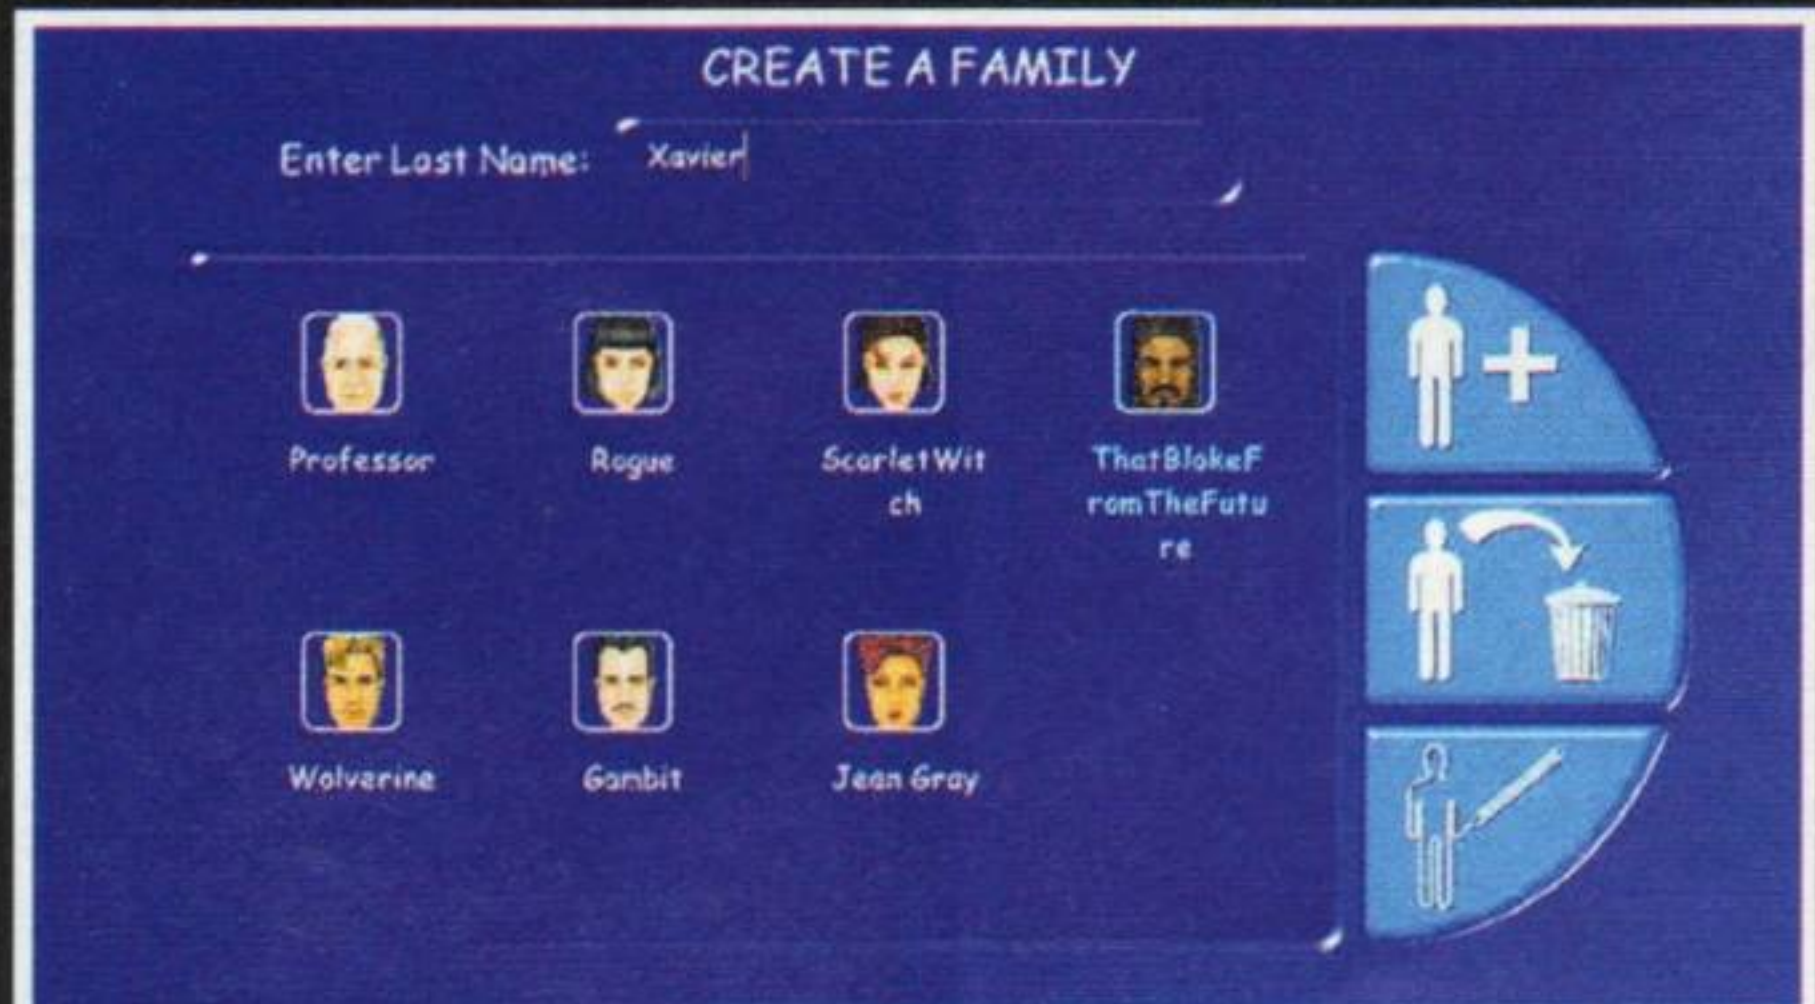 CREATE A FAMILY
Enter Last Name: Xavier
Professor Rogue ScarletWit ThatBlokeF
ch romTheFutu
re
Wolverine Gambit Jean Gray